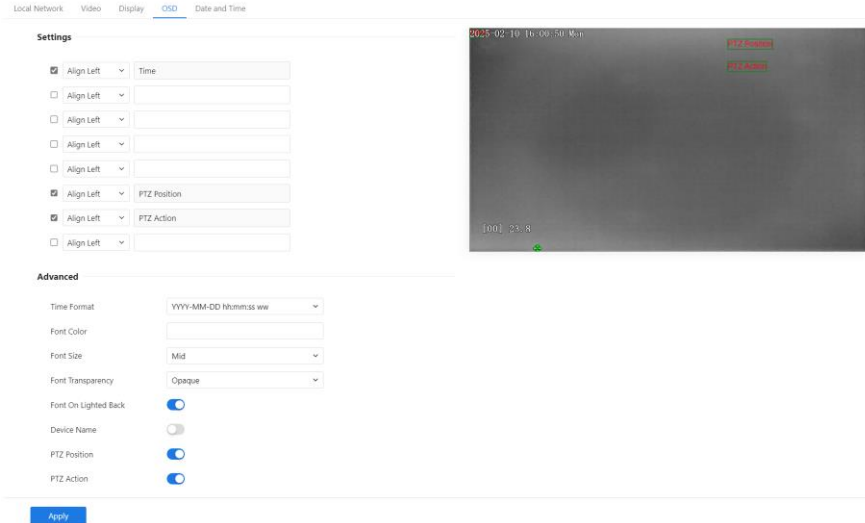 Local Network Video Display OSD Date and Time
Settings
Align Left Time
Align Left
Align Left
Align Left
Align Left
Align Left PTZ Position
Align Left PTZ Action
Align Left
2025-02-10 16:00:50 Mon
PTZ Position
PTZ Action
[00] 23.8
Advanced
Time Format YYYY-MM-DD hh:mm:ss ww
Font Color
Font Size Mid
Font Transparency Opaque
Font On Lighted Back
Device Name
PTZ Position
PTZ Action
Apply